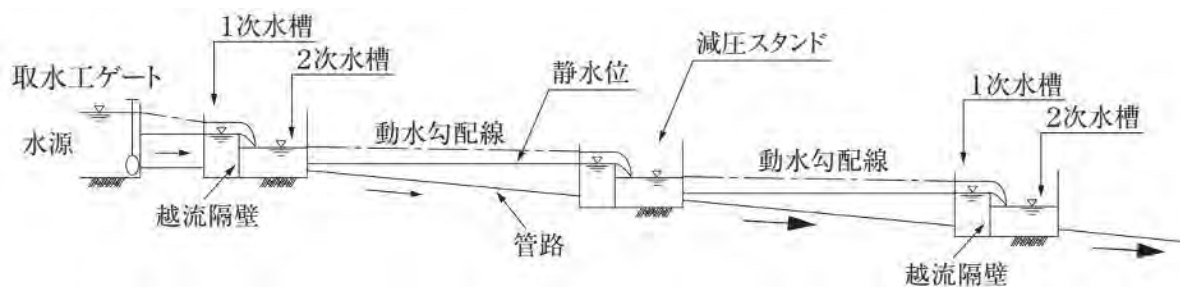 1次水槽
2次水槽
取水工ゲート
水源
越流隔壁
動水勾配線
静水位
管路
減圧スタンド
動水勾配線
1次水槽
2次水槽
越流隔壁